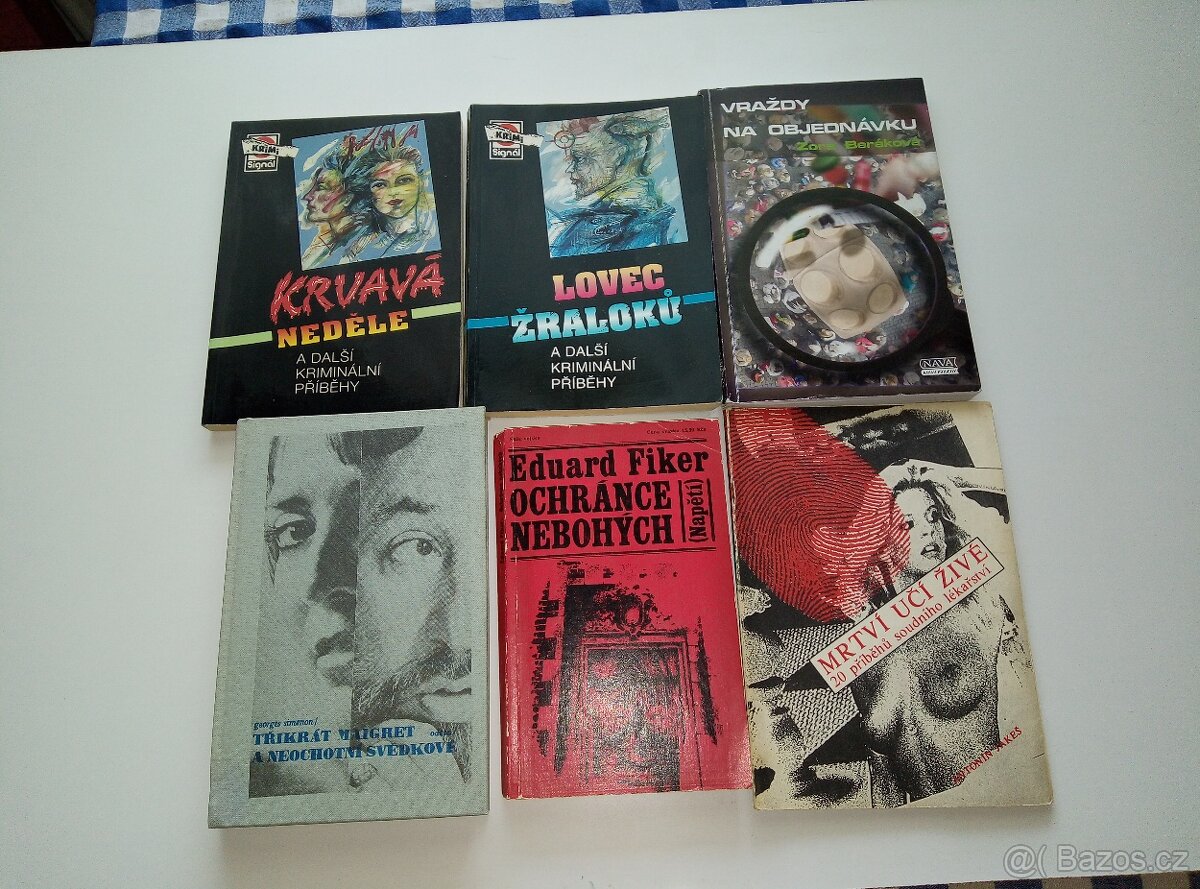 KRIMI
Signál
KRVAVÁ
NEDĚLE
A DALŠÍ
KRIMINÁLNÍ
PŘÍBĚHY
KRIMI
Signál
LOVEC
ŽRALOKŮ
A DALŠÍ
KRIMINÁLNÍ
PŘÍBĚHY
VRAŽDY
NA OBJEDNÁVKU
Zora Beráková
NAVA
georges simenon/
TŘIKRÁT MAIGRET
A NEOCHOTNÍ SVĚDKOVÉ
Eduard Fiker
OCHRÁNCE
NEBOHÝCH
(Napětí)
MRTVÍ UČÍ ŽIVÉ
20 příběhů soudního lékařství
@( Bazos.cz